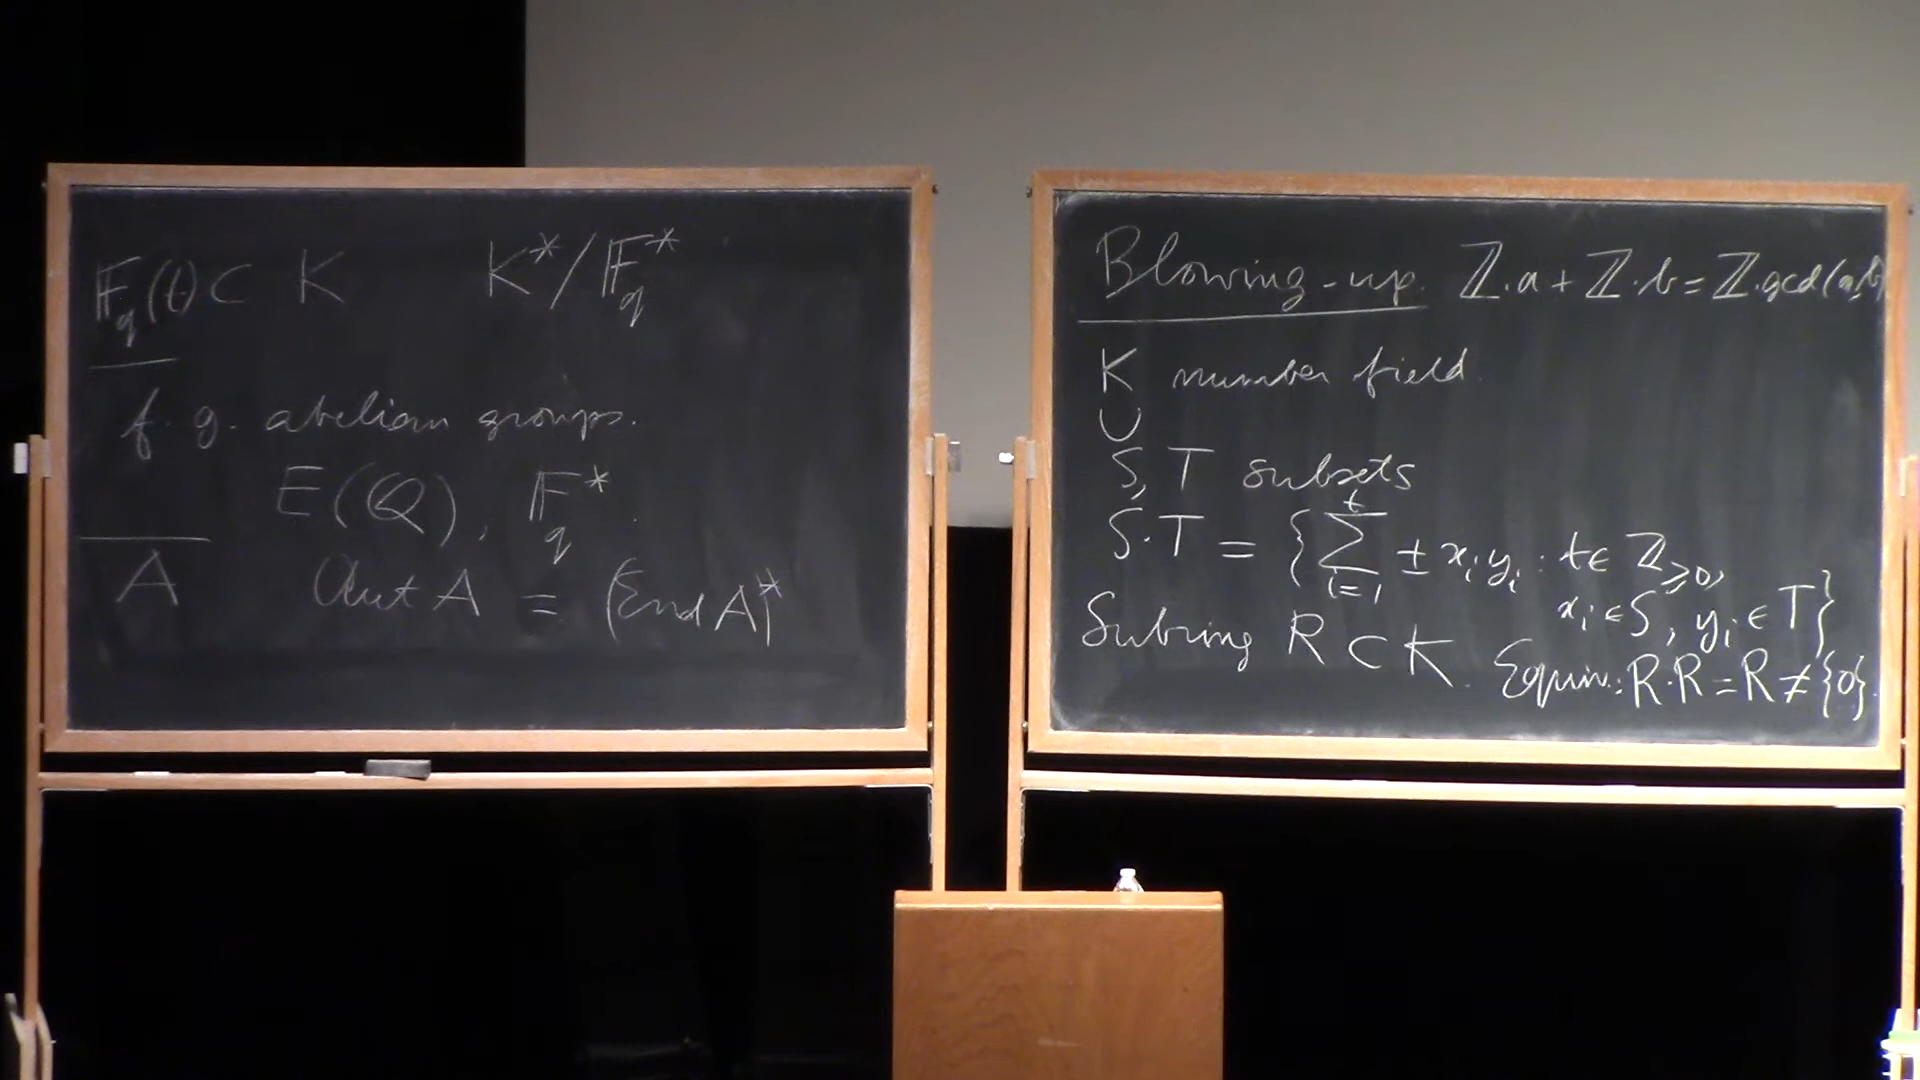 F_q(t) ⊂ K    K*/F_q*
f. g. abelian groups.
E(Q), F_q*.
A    Aut A = (End A)*
Blowing-up. ℤ·a + ℤ·b = ℤ·gcd(a,b)
K number field.
∪
S, T subsets
S·T = { ∑_{i=1}^{t} ± x_i y_i : t ∈ ℤ_{≥0},
x_i ∈ S, y_i ∈ T}
Subring R ⊂ K. Equiv.: R·R = R ≠ {0}.